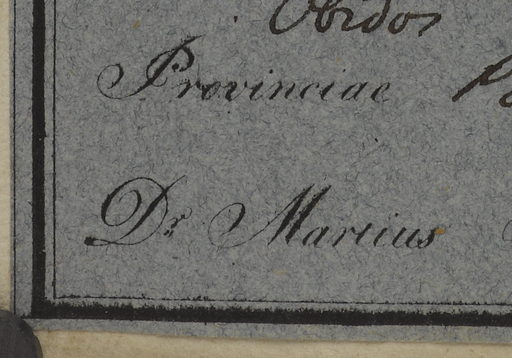 Obidos
Provinciae
Dr. Martius